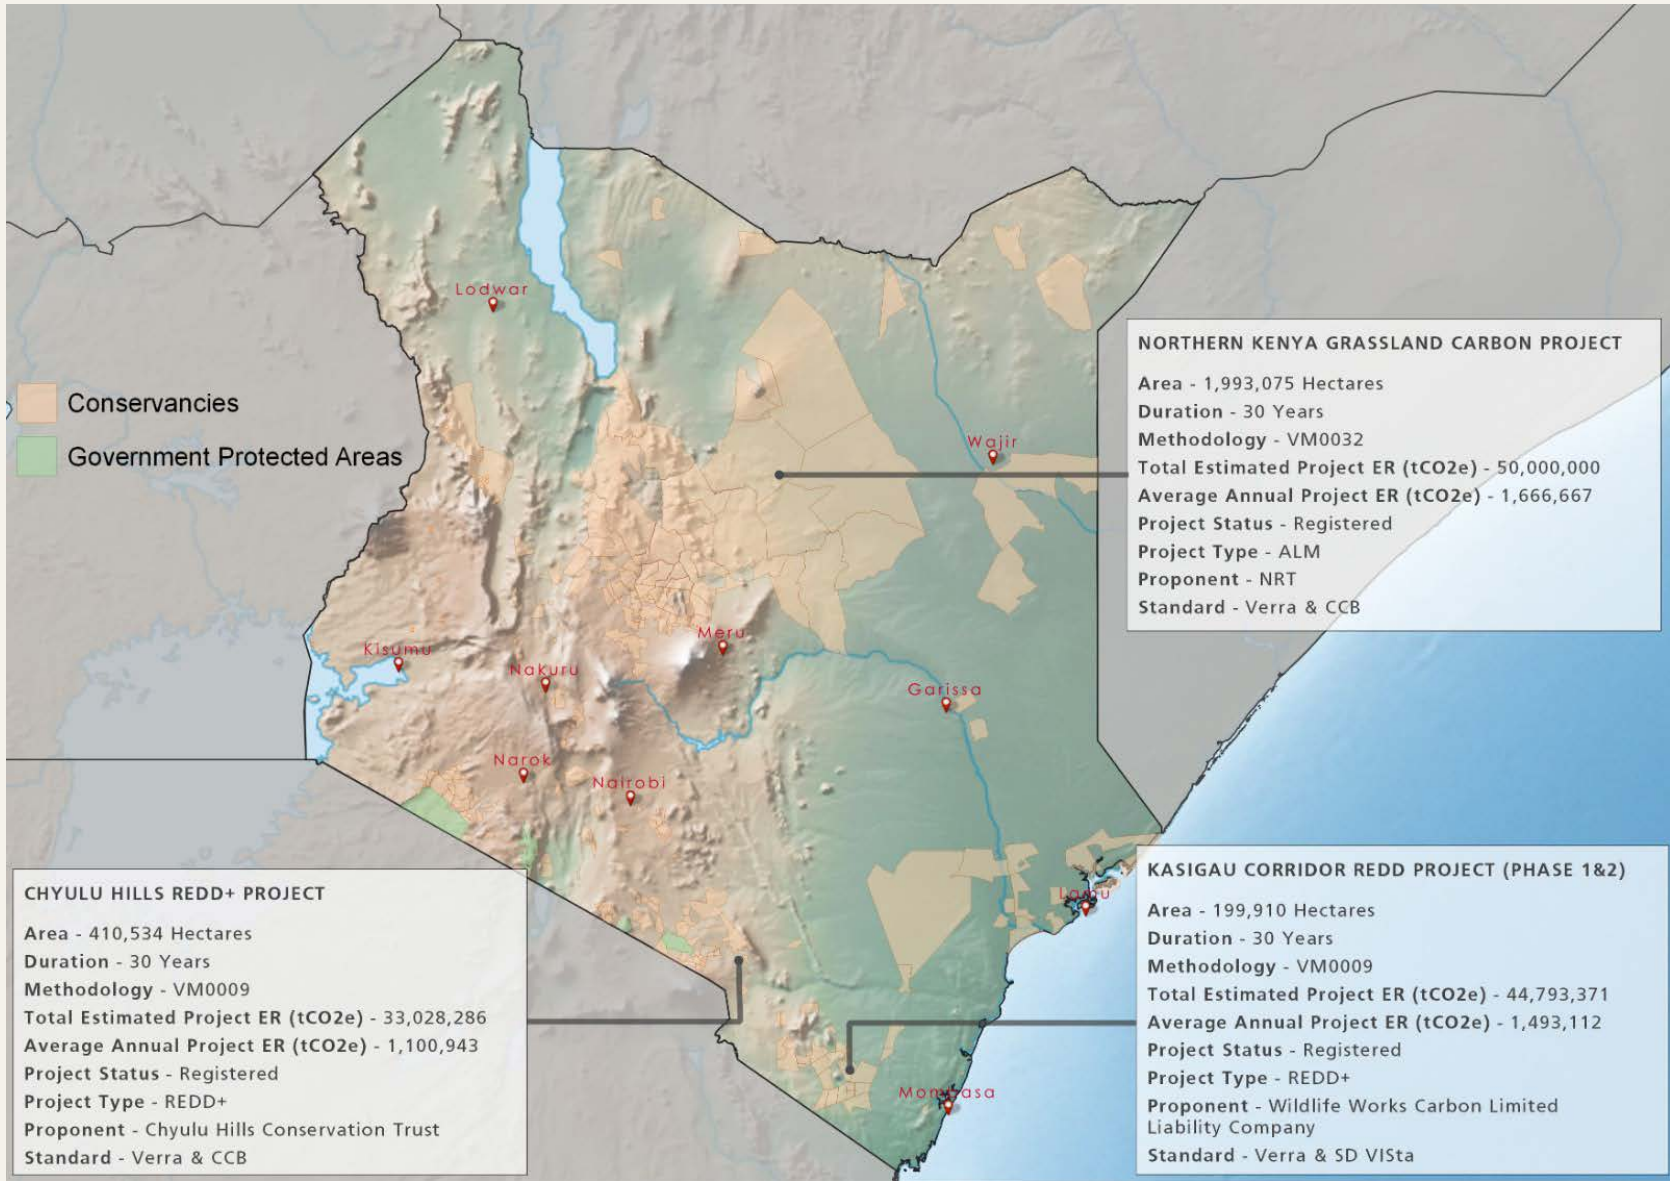 Lodwar
Conservancies
Government Protected Areas
Wajir
Meru
Kisumu
Nakuru
Garissa
Narok
Nairobi
Lamu
Mombasa
NORTHERN KENYA GRASSLAND CARBON PROJECT
Area - 1,993,075 Hectares
Duration - 30 Years
Methodology - VM0032
Total Estimated Project ER (tCO2e) - 50,000,000
Average Annual Project ER (tCO2e) - 1,666,667
Project Status - Registered
Project Type - ALM
Proponent - NRT
Standard - Verra & CCB
CHYULU HILLS REDD+ PROJECT
Area - 410,534 Hectares
Duration - 30 Years
Methodology - VM0009
Total Estimated Project ER (tCO2e) - 33,028,286
Average Annual Project ER (tCO2e) - 1,100,943
Project Status - Registered
Project Type - REDD+
Proponent - Chyulu Hills Conservation Trust
Standard - Verra & CCB
KASIGAU CORRIDOR REDD PROJECT (PHASE 1&2)
Area - 199,910 Hectares
Duration - 30 Years
Methodology - VM0009
Total Estimated Project ER (tCO2e) - 44,793,371
Average Annual Project ER (tCO2e) - 1,493,112
Project Status - Registered
Project Type - REDD+
Proponent - Wildlife Works Carbon Limited
Liability Company
Standard - Verra & SD VISta